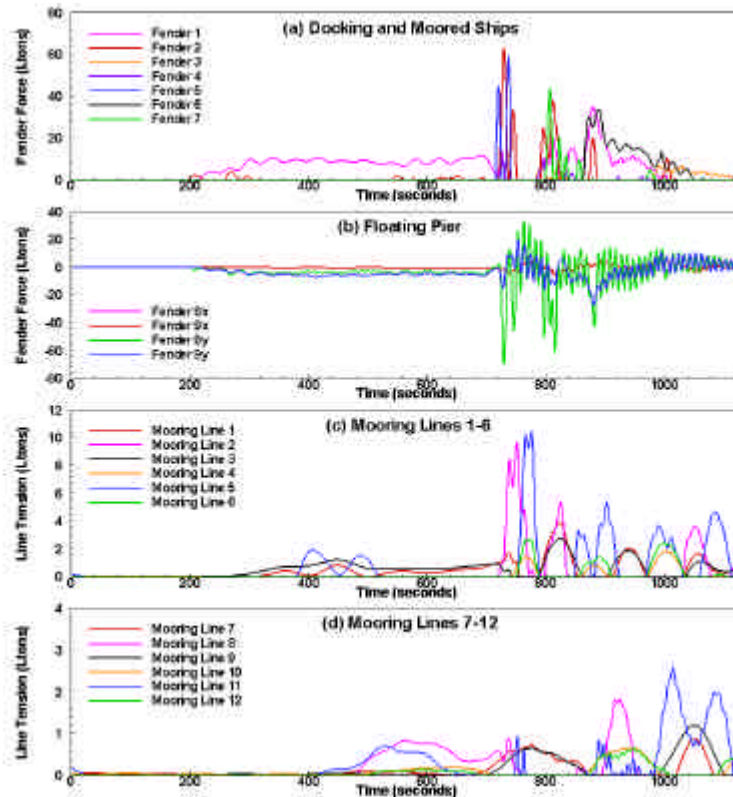 (a) Docking and Moored Ships
Fender Force (Ltons)
80
60
40
20
0
Fender 1
Fender 2
Fender 3
Fender 4
Fender 5
Fender 6
Fender 7
0 200 400 600 800 1000
Time (seconds)
(b) Floating Pier
Fender Force (Ltons)
40
20
0
-20
-40
-60
-80
Fender 8x
Fender 9x
Fender 8y
Fender 9y
0 200 400 600 800 1000
Time (seconds)
(c) Mooring Lines 1-6
Line Tension (Ltons)
12
10
8
6
4
2
0
Mooring Line 1
Mooring Line 2
Mooring Line 3
Mooring Line 4
Mooring Line 5
Mooring Line 6
0 200 400 600 800 1000
Time (seconds)
(d) Mooring Lines 7-12
Line Tension (Ltons)
4
3
2
1
0
Mooring Line 7
Mooring Line 8
Mooring Line 9
Mooring Line 10
Mooring Line 11
Mooring Line 12
0 200 400 600 800 1000
Time (seconds)